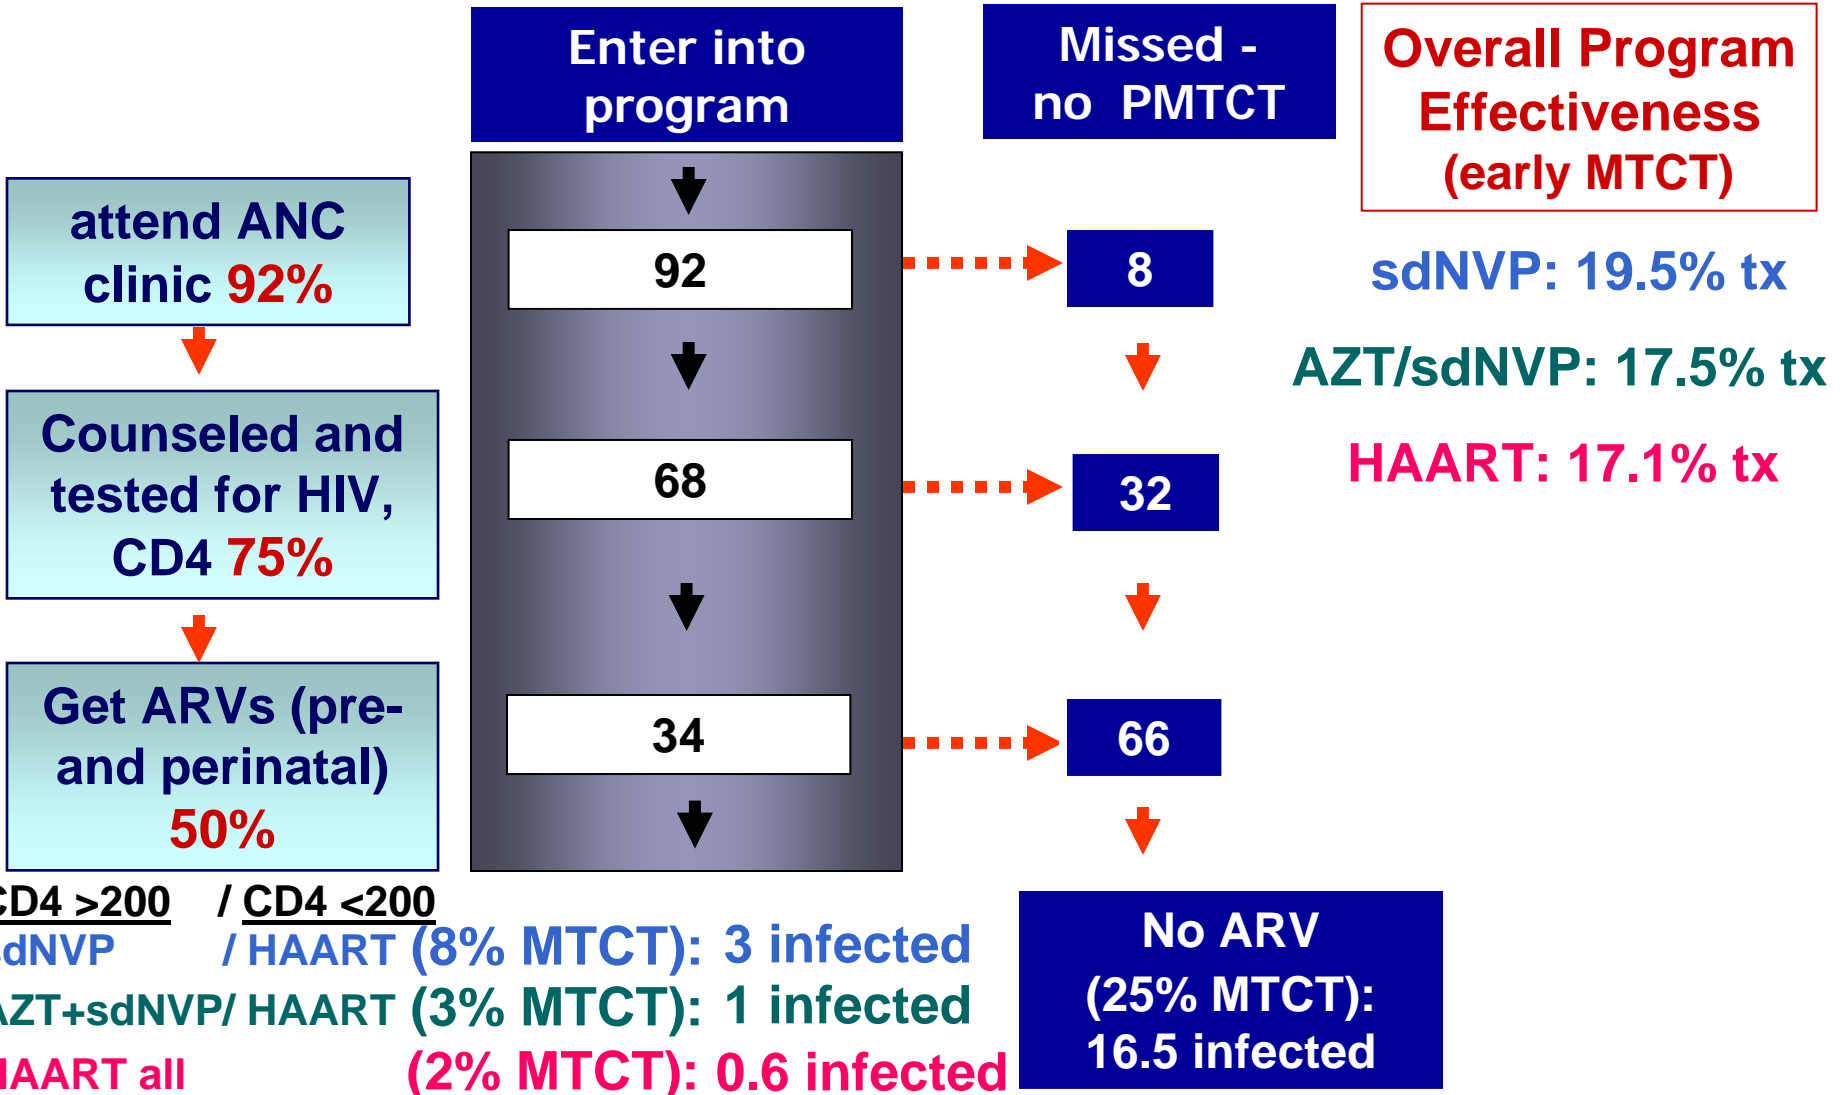 Enter into
program
Missed -
no PMTCT
Overall Program
Effectiveness
(early MTCT)
attend ANC
clinic 92%
92
8
sdNVP: 19.5% tx
AZT/sdNVP: 17.5% tx
HAART: 17.1% tx
Counseled and
tested for HIV,
CD4 75%
68
32
Get ARVs (pre-
and perinatal)
50%
34
66
CD4 >200 / CD4 <200
sdNVP / HAART (8% MTCT): 3 infected
AZT+sdNVP/ HAART (3% MTCT): 1 infected
HAART all (2% MTCT): 0.6 infected
No ARV
(25% MTCT):
16.5 infected